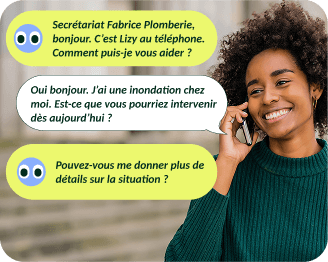 Secrétariat Fabrice Plomberie,
bonjour. C'est Lizy au téléphone.
Comment puis-je vous aider ?
Oui bonjour. J'ai une inondation chez
moi. Est-ce que vous pourriez intervenir
dès aujourd'hui ?
Pouvez-vous me donner plus de
détails sur la situation ?